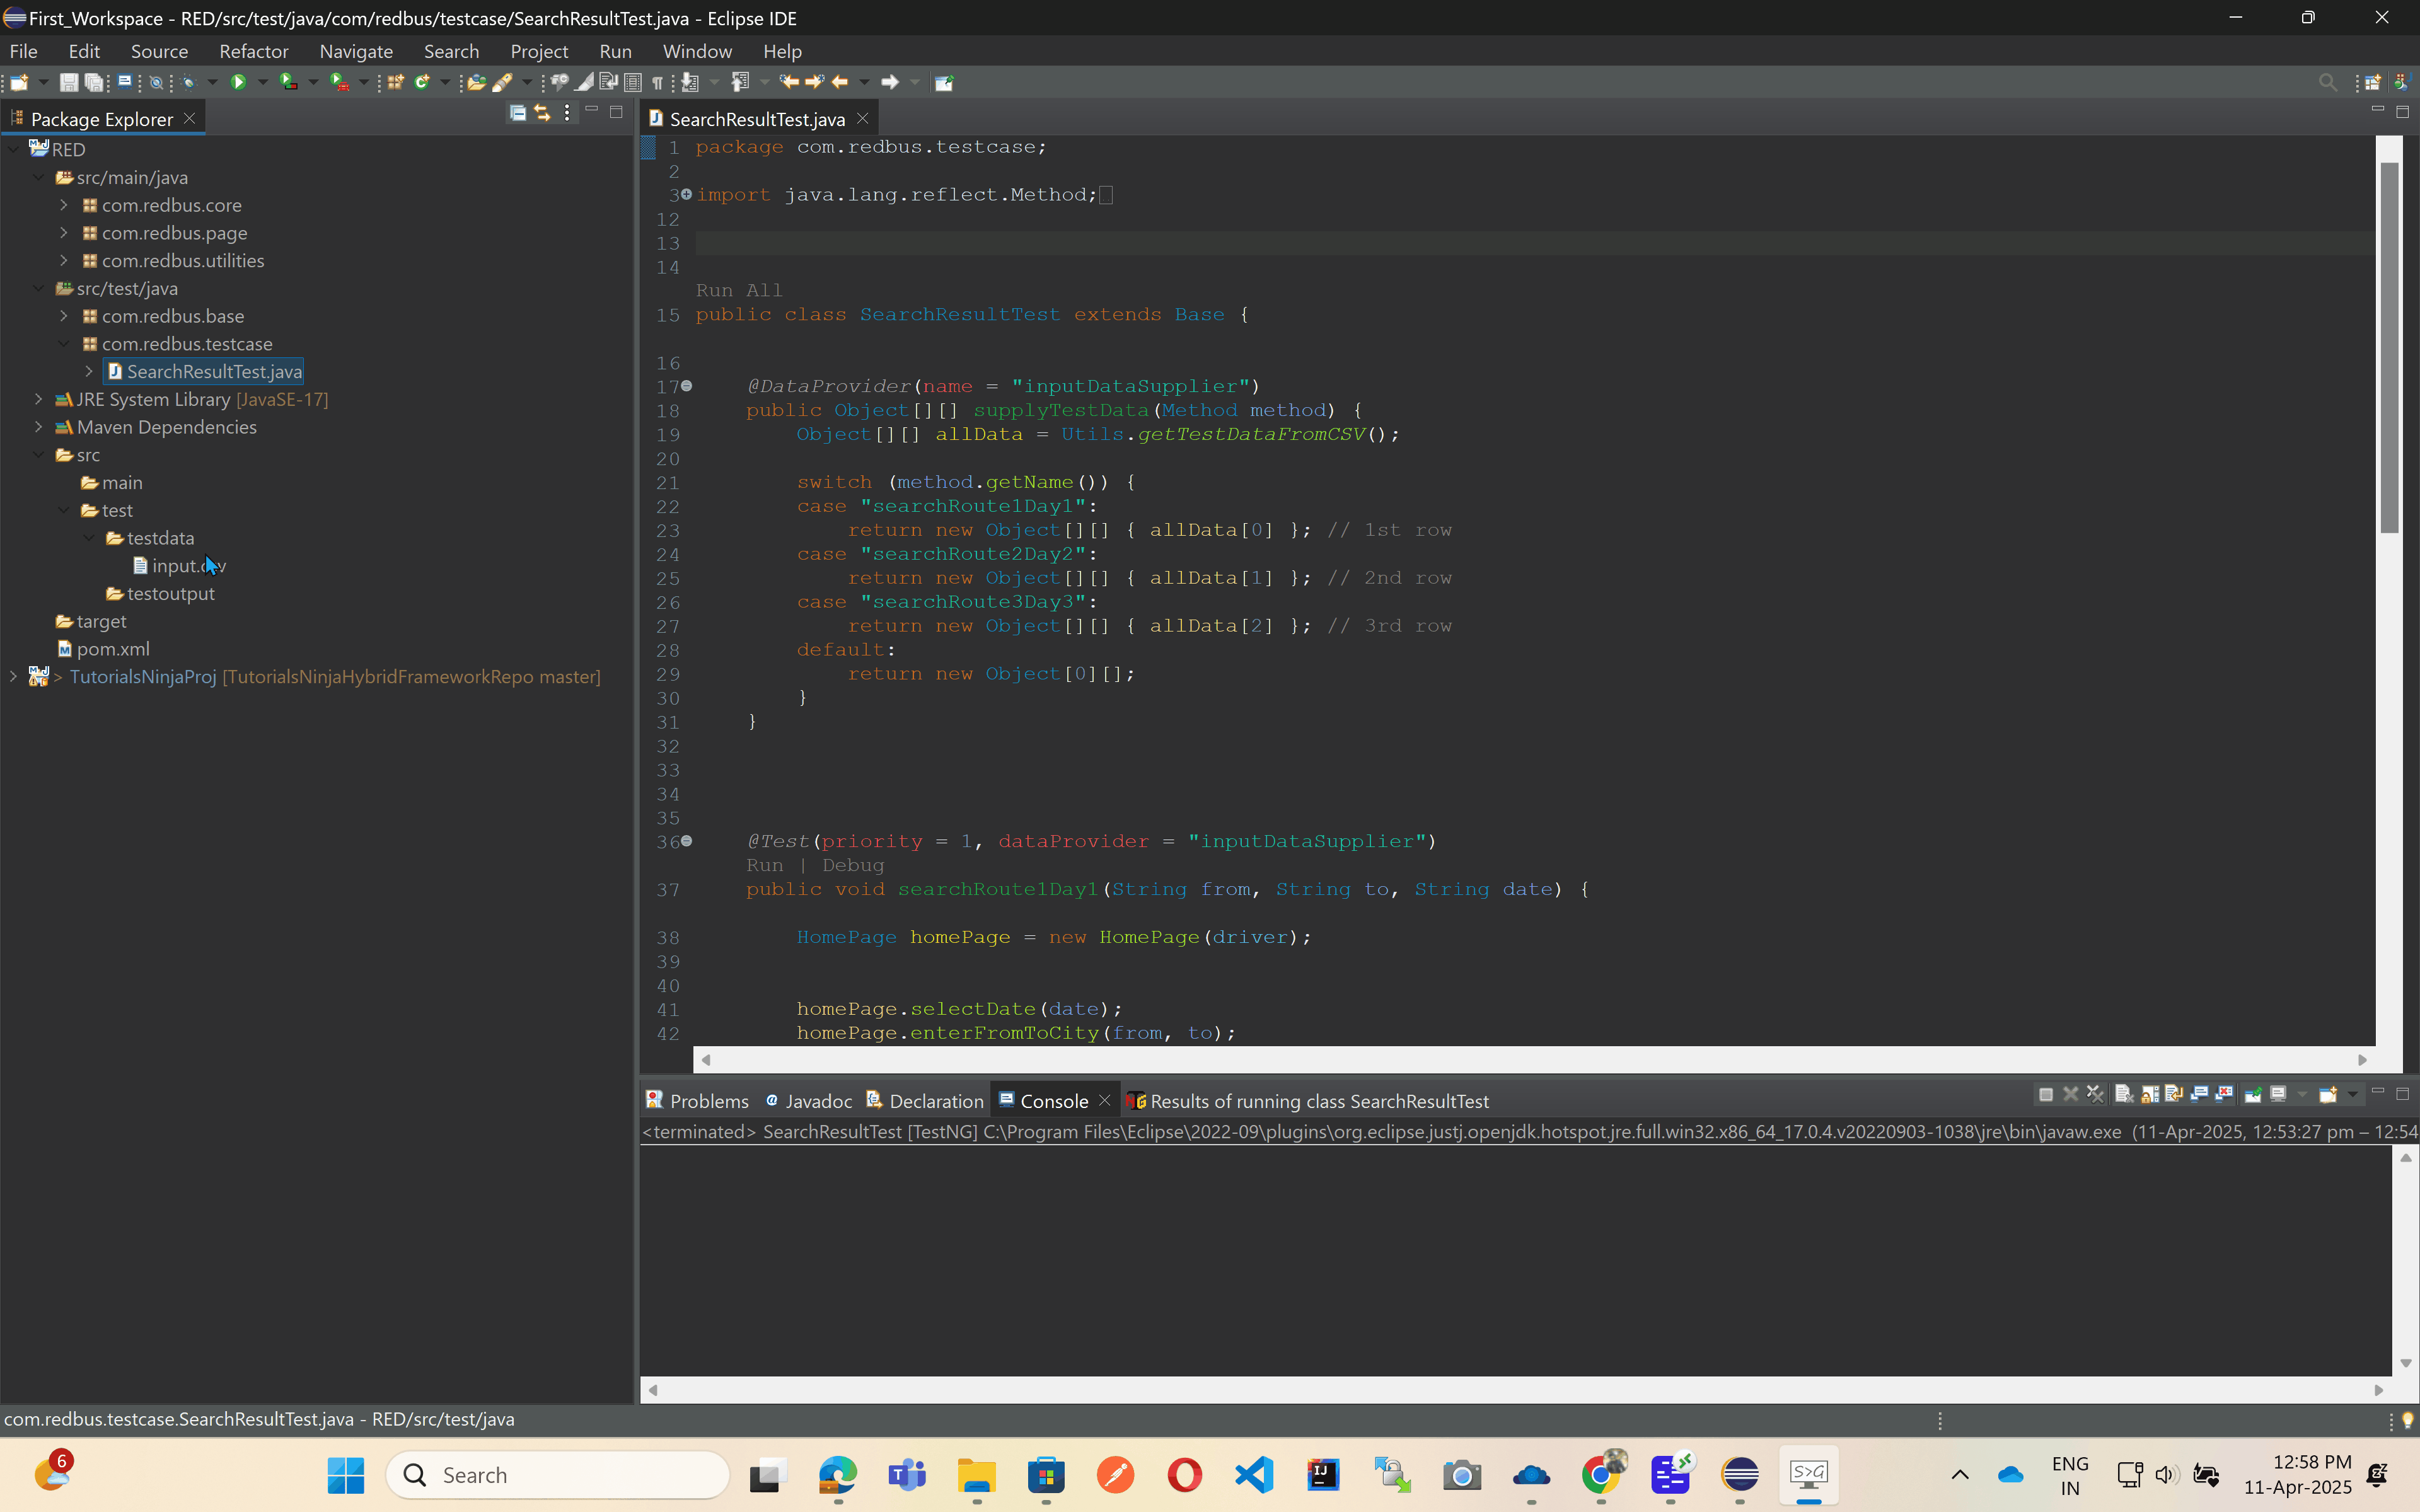 First_Workspace - RED/src/test/java/com/redbus/testcase/SearchResultTest.java - Eclipse IDE
File Edit Source Refactor Navigate Search Project Run Window Help
Package Explorer
RED
src/main/java
com.redbus.core
com.redbus.page
com.redbus.utilities
src/test/java
com.redbus.base
com.redbus.testcase
SearchResultTest.java
JRE System Library [JavaSE-17]
Maven Dependencies
src
main
test
testdata
testoutput
target
pom.xml
> TutorialsNinjaProj [TutorialsNinjaHybridFrameworkRepo master]
SearchResultTest.java
1 package com.redbus.testcase;
2
3 import java.lang.reflect.Method;
12
13
14
Run All
15 public class SearchResultTest extends Base {
16
17 @DataProvider(name = "inputDataSupplier")
18 public Object[][] supplyTestData(Method method) {
19 Object[][] allData = Utils.getTestDataFromCSV();
20
21 switch (method.getName()) {
22 case "searchRoute1Day1":
23 return new Object[][] { allData[0] }; // 1st row
24 case "searchRoute2Day2":
25 return new Object[][] { allData[1] }; // 2nd row
26 case "searchRoute3Day3":
27 return new Object[][] { allData[2] }; // 3rd row
28 default:
29 return new Object[0][];
30 }
31 }
32
33
34
35
36 @Test(priority = 1, dataProvider = "inputDataSupplier")
Run | Debug
37 public void searchRoute1Day1(String from, String to, String date) {
38 HomePage homePage = new HomePage(driver);
39
40
41 homePage.selectDate(date);
42 homePage.enterFromToCity(from, to);
Problems Javadoc Declaration Console Results of running class SearchResultTest
<terminated> SearchResultTest [TestNG] C:\Program Files\Eclipse\2022-09\plugins\org.eclipse.justj.openjdk.hotspot.jre.full.win32.x86_64_17.0.4.v20220903-1038\jre\bin\javaw.exe (11-Apr-2025, 12:53:27 pm – 12:54
com.redbus.testcase.SearchResultTest.java - RED/src/test/java
6
Search
S>G
ENG
IN
12:58 PM
11-Apr-2025